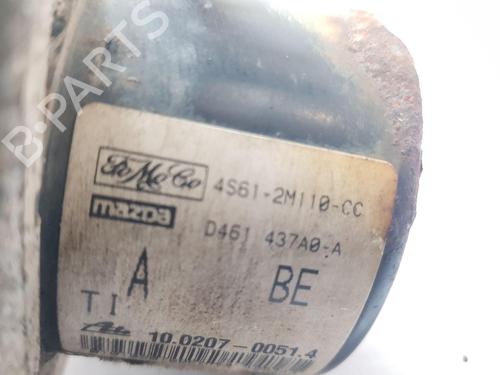 B-PARTS
FoMoCo 4S61-2M110-CC
mazda D461 437A0-A
A BE
TI
Ate 10.0207-0051.4